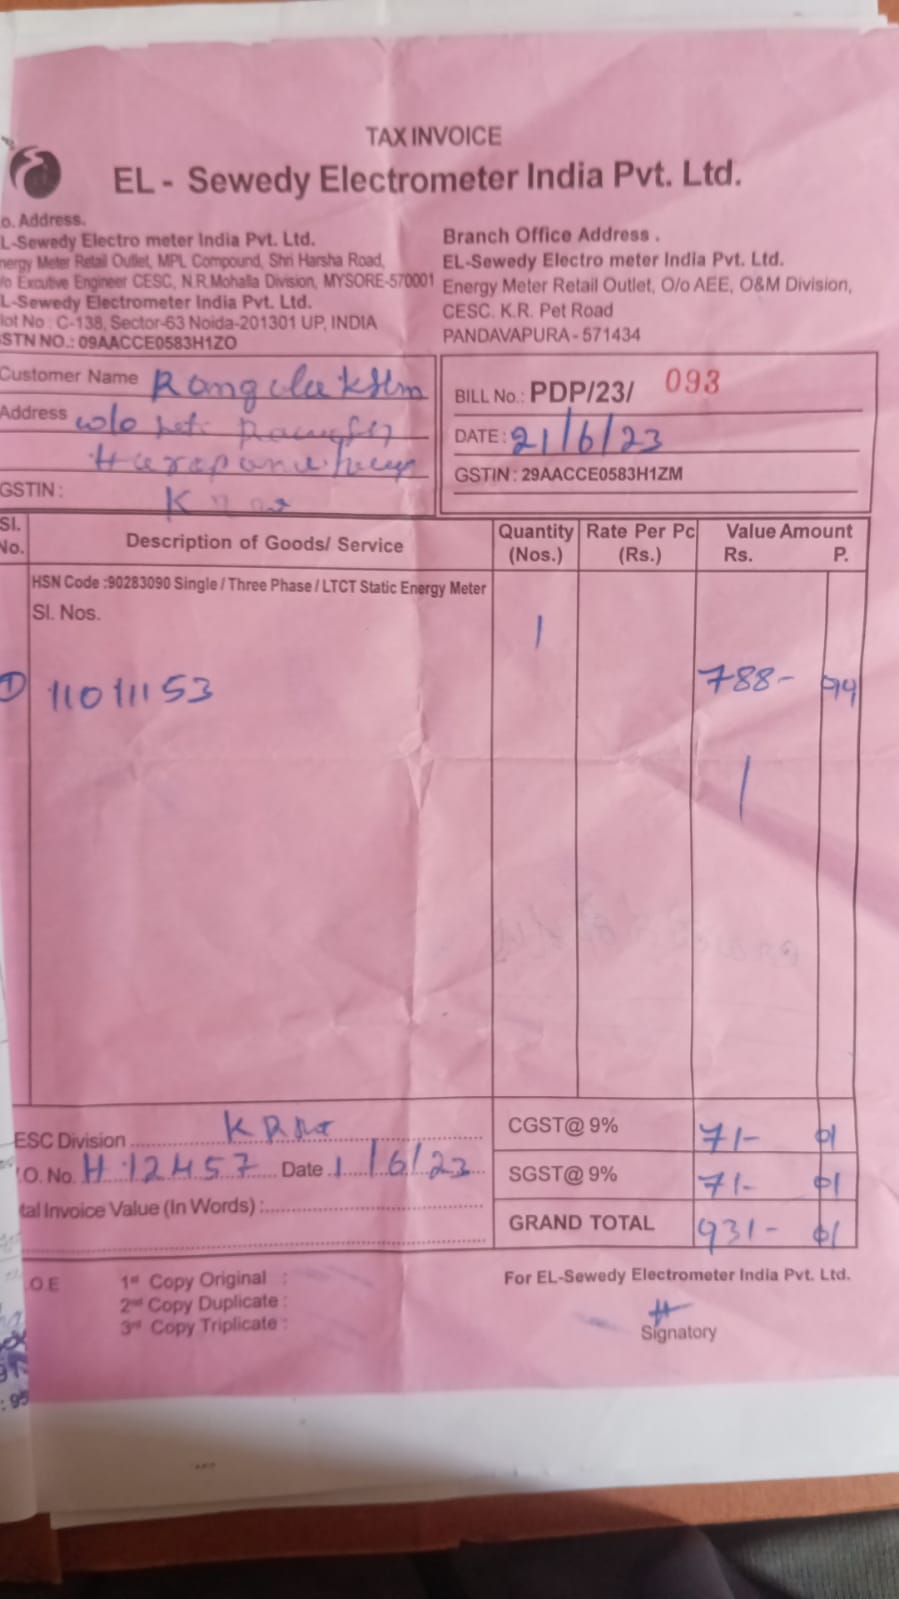 TAX INVOICE
EL - Sewedy Electrometer India Pvt. Ltd.
o. Address.
L-Sewedy Electro meter India Pvt. Ltd.
nergy Meter Retail Outlet, MPL Compound, Shri Harsha Road,
/o Excutive Engineer CESC, N.R.Mohalla Division, MYSORE-570001
L-Sewedy Electrometer India Pvt. Ltd.
lot No : C-138, Sector-63 Noida-201301 UP, INDIA
STN NO.: 09AACCE0583H1ZO
Branch Office Address .
EL-Sewedy Electro meter India Pvt. Ltd.
Energy Meter Retail Outlet, O/o AEE, O&M Division,
CESC. K.R. Pet Road
PANDAVAPURA - 571434
Customer Name
Address w/o
GSTIN :
BILL No.: PDP/23/ 093
DATE : 21/6/23
GSTIN : 29AACCE0583H1ZM
Sl. No. Description of Goods/ Service Quantity (Nos.) Rate Per Pc (Rs.) Value Amount Rs. P.
HSN Code :90283090 Single / Three Phase / LTCT Static Energy Meter
Sl. Nos.
1
1 11011153 788- 94
ESC Division
.O. No. H 12457 Date 1/6/23
tal Invoice Value (In Words) :
CGST@ 9% 71- 01
SGST@ 9% 71- 01
GRAND TOTAL 931- 01
.O.E
1st Copy Original :
2nd Copy Duplicate :
3rd Copy Triplicate :
For EL-Sewedy Electrometer India Pvt. Ltd.
Signatory